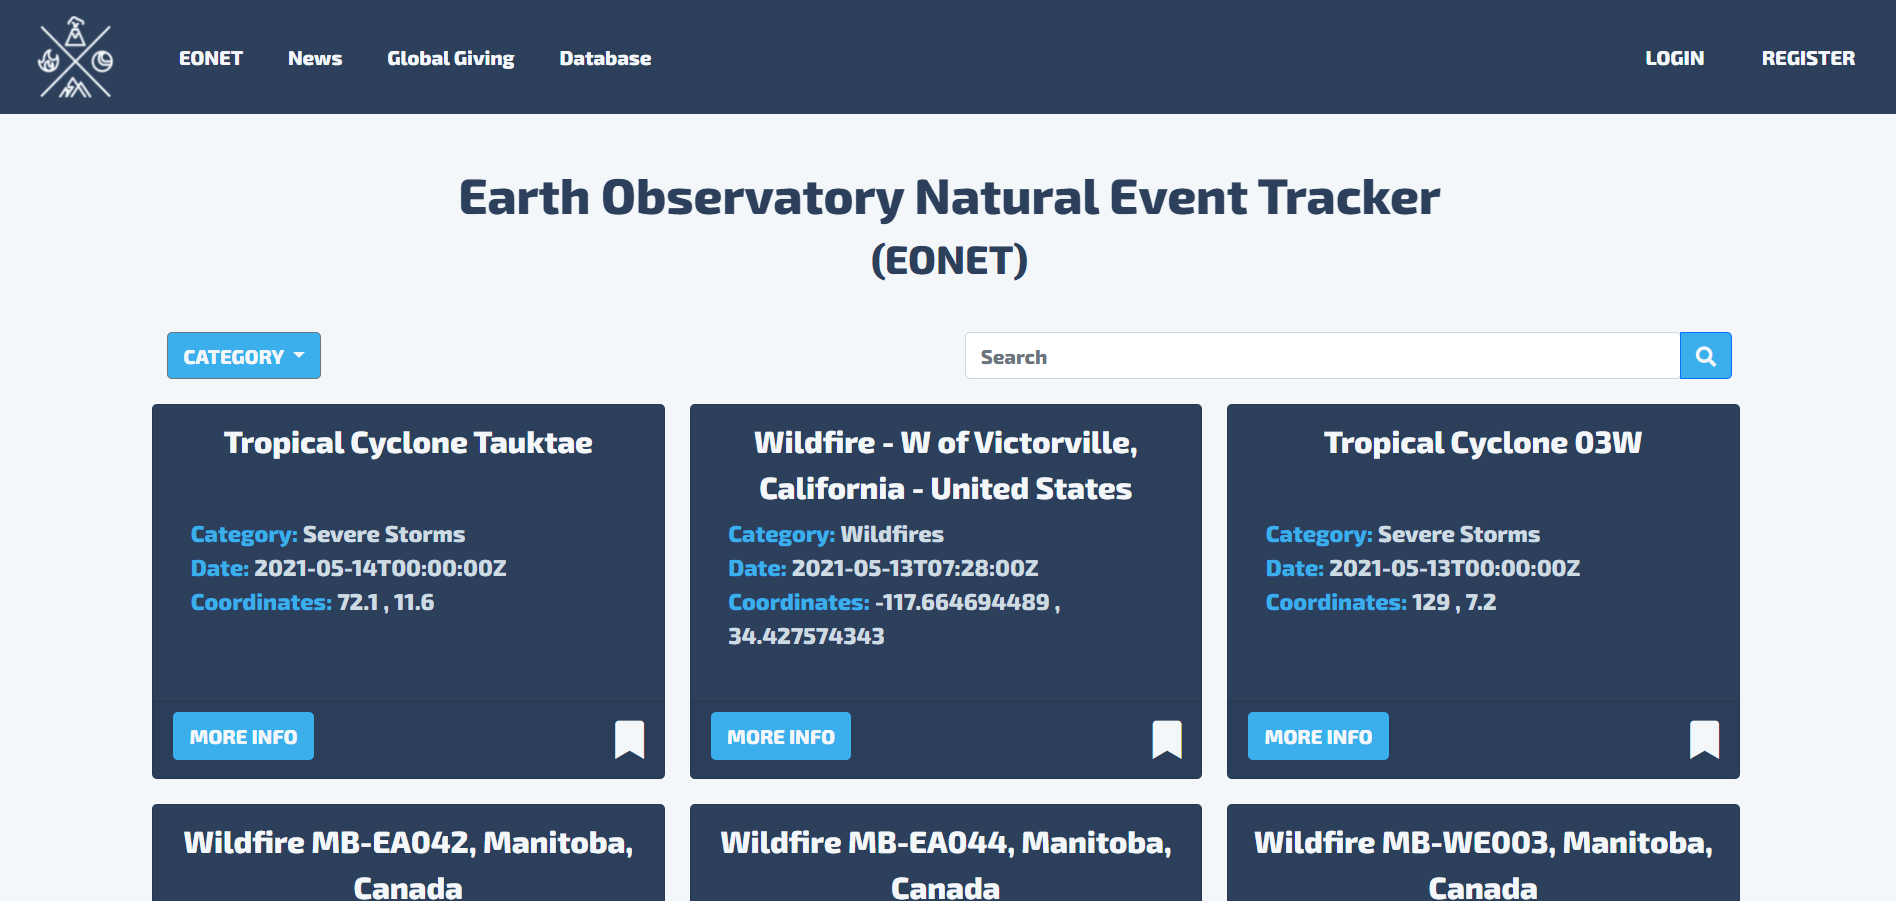 EONET News Global Giving Database LOGIN REGISTER
Earth Observatory Natural Event Tracker
(EONET)
CATEGORY Search
Tropical Cyclone Tauktae
Category: Severe Storms
Date: 2021-05-14T00:00:00Z
Coordinates: 72.1 , 11.6
MORE INFO
Wildfire - W of Victorville,
California - United States
Category: Wildfires
Date: 2021-05-13T07:28:00Z
Coordinates: -117.664694489 ,
34.427574343
MORE INFO
Tropical Cyclone 03W
Category: Severe Storms
Date: 2021-05-13T00:00:00Z
Coordinates: 129 , 7.2
MORE INFO
Wildfire MB-EA042, Manitoba,
Canada
Wildfire MB-EA044, Manitoba,
Canada
Wildfire MB-WE003, Manitoba,
Canada